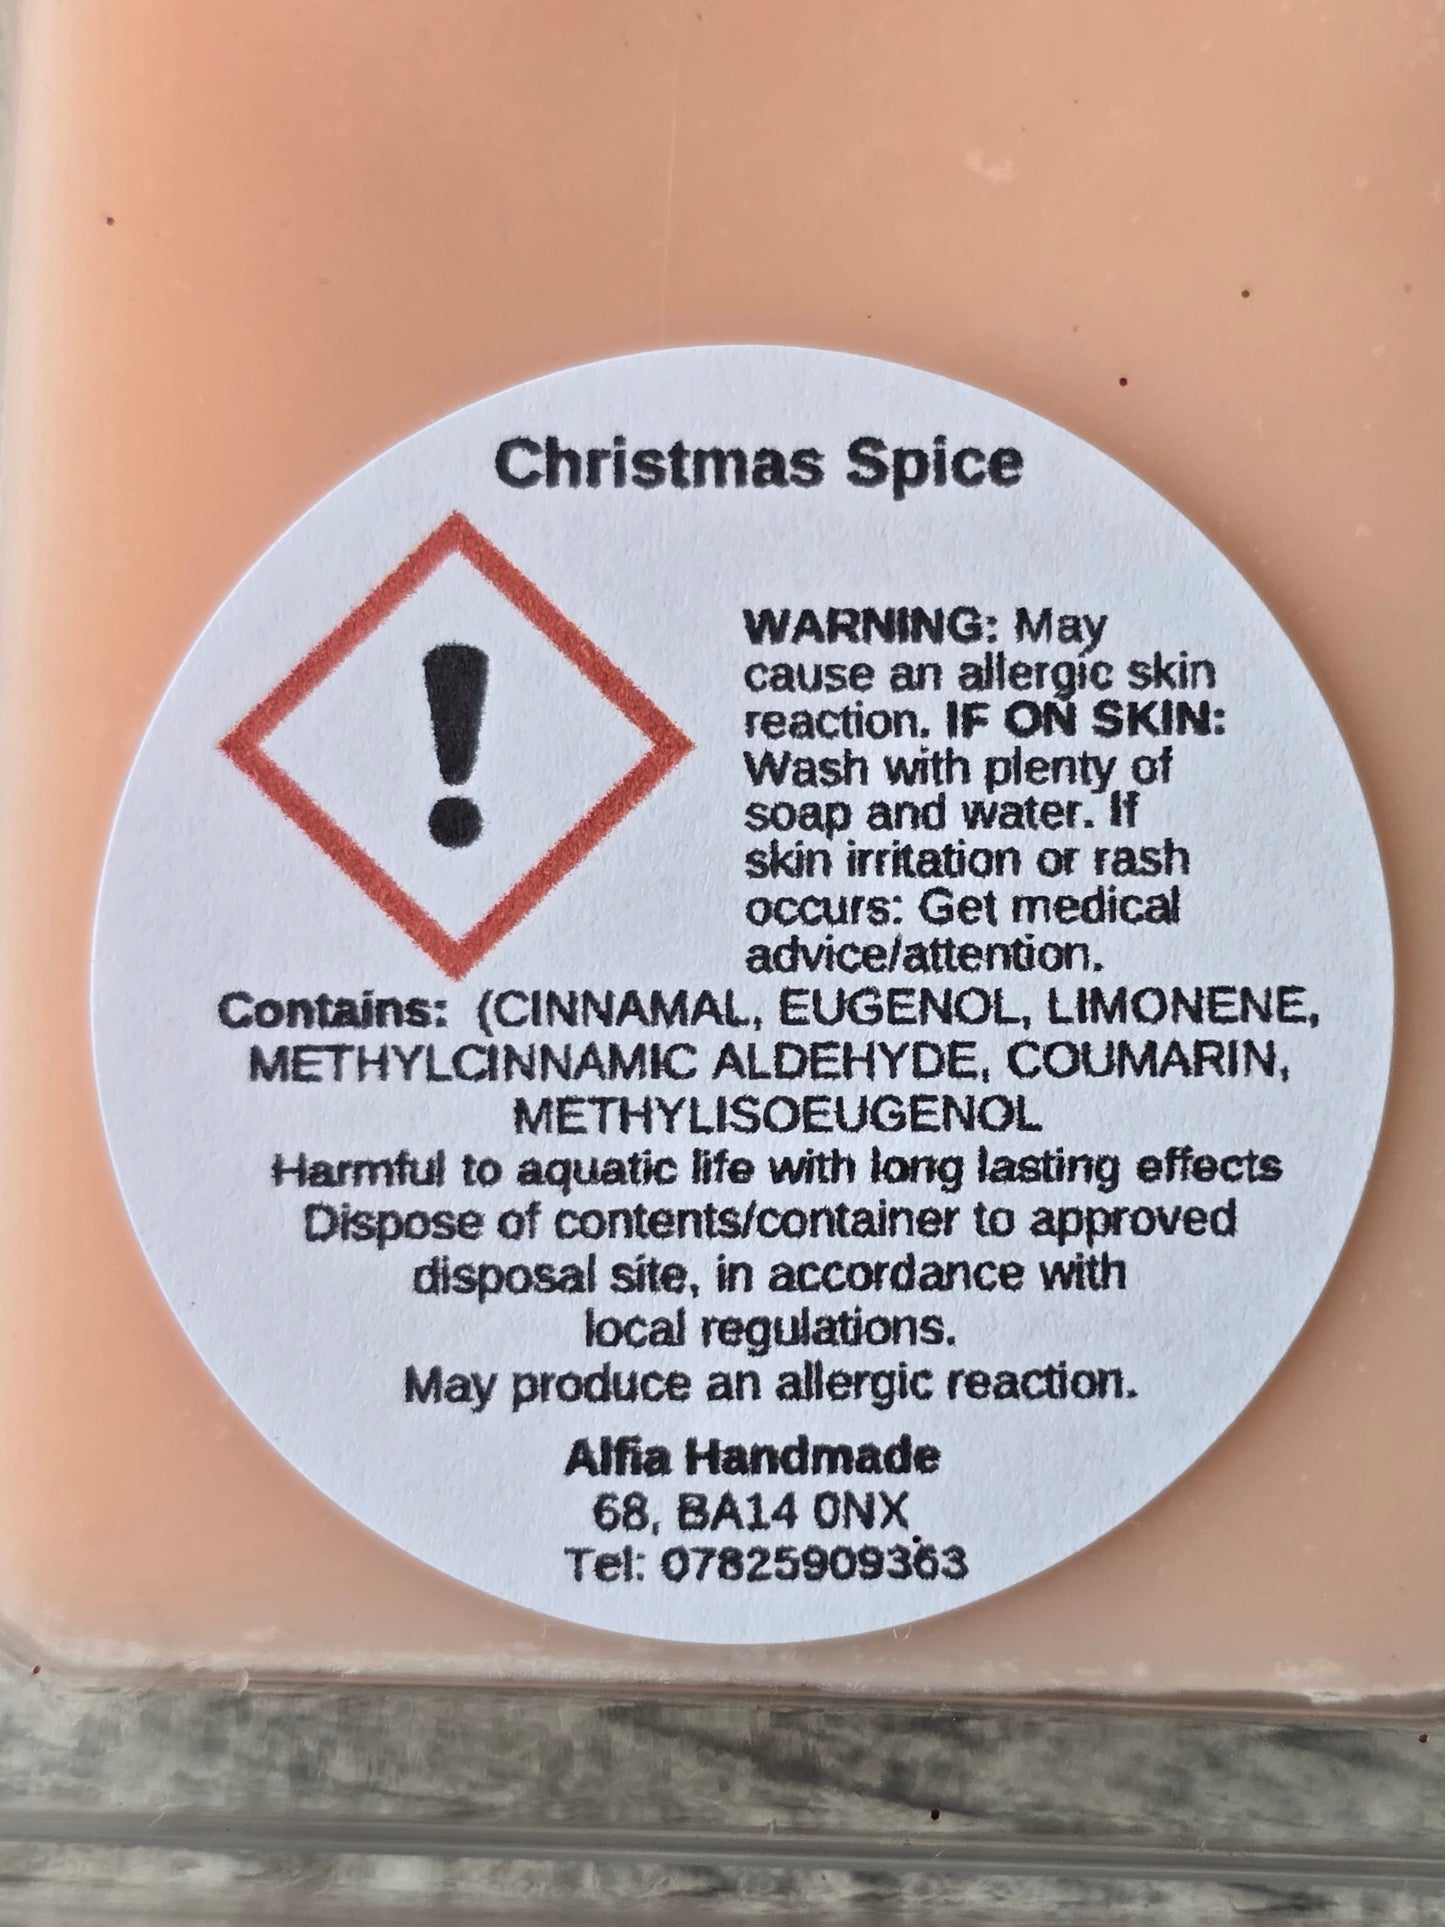 Christmas Spice
WARNING: May
cause an allergic skin
reaction. IF ON SKIN:
Wash with plenty of
soap and water. If
skin irritation or rash
occurs: Get medical
advice/attention.
Contains: (CINNAMAL, EUGENOL, LIMONENE,
METHYLCINNAMIC ALDEHYDE, COUMARIN,
METHYLISOEUGENOL
Harmful to aquatic life with long lasting effects
Dispose of contents/container to approved
disposal site, in accordance with
local regulations.
May produce an allergic reaction.
Alfia Handmade
68, BA14 0NX
Tel: 07825909363